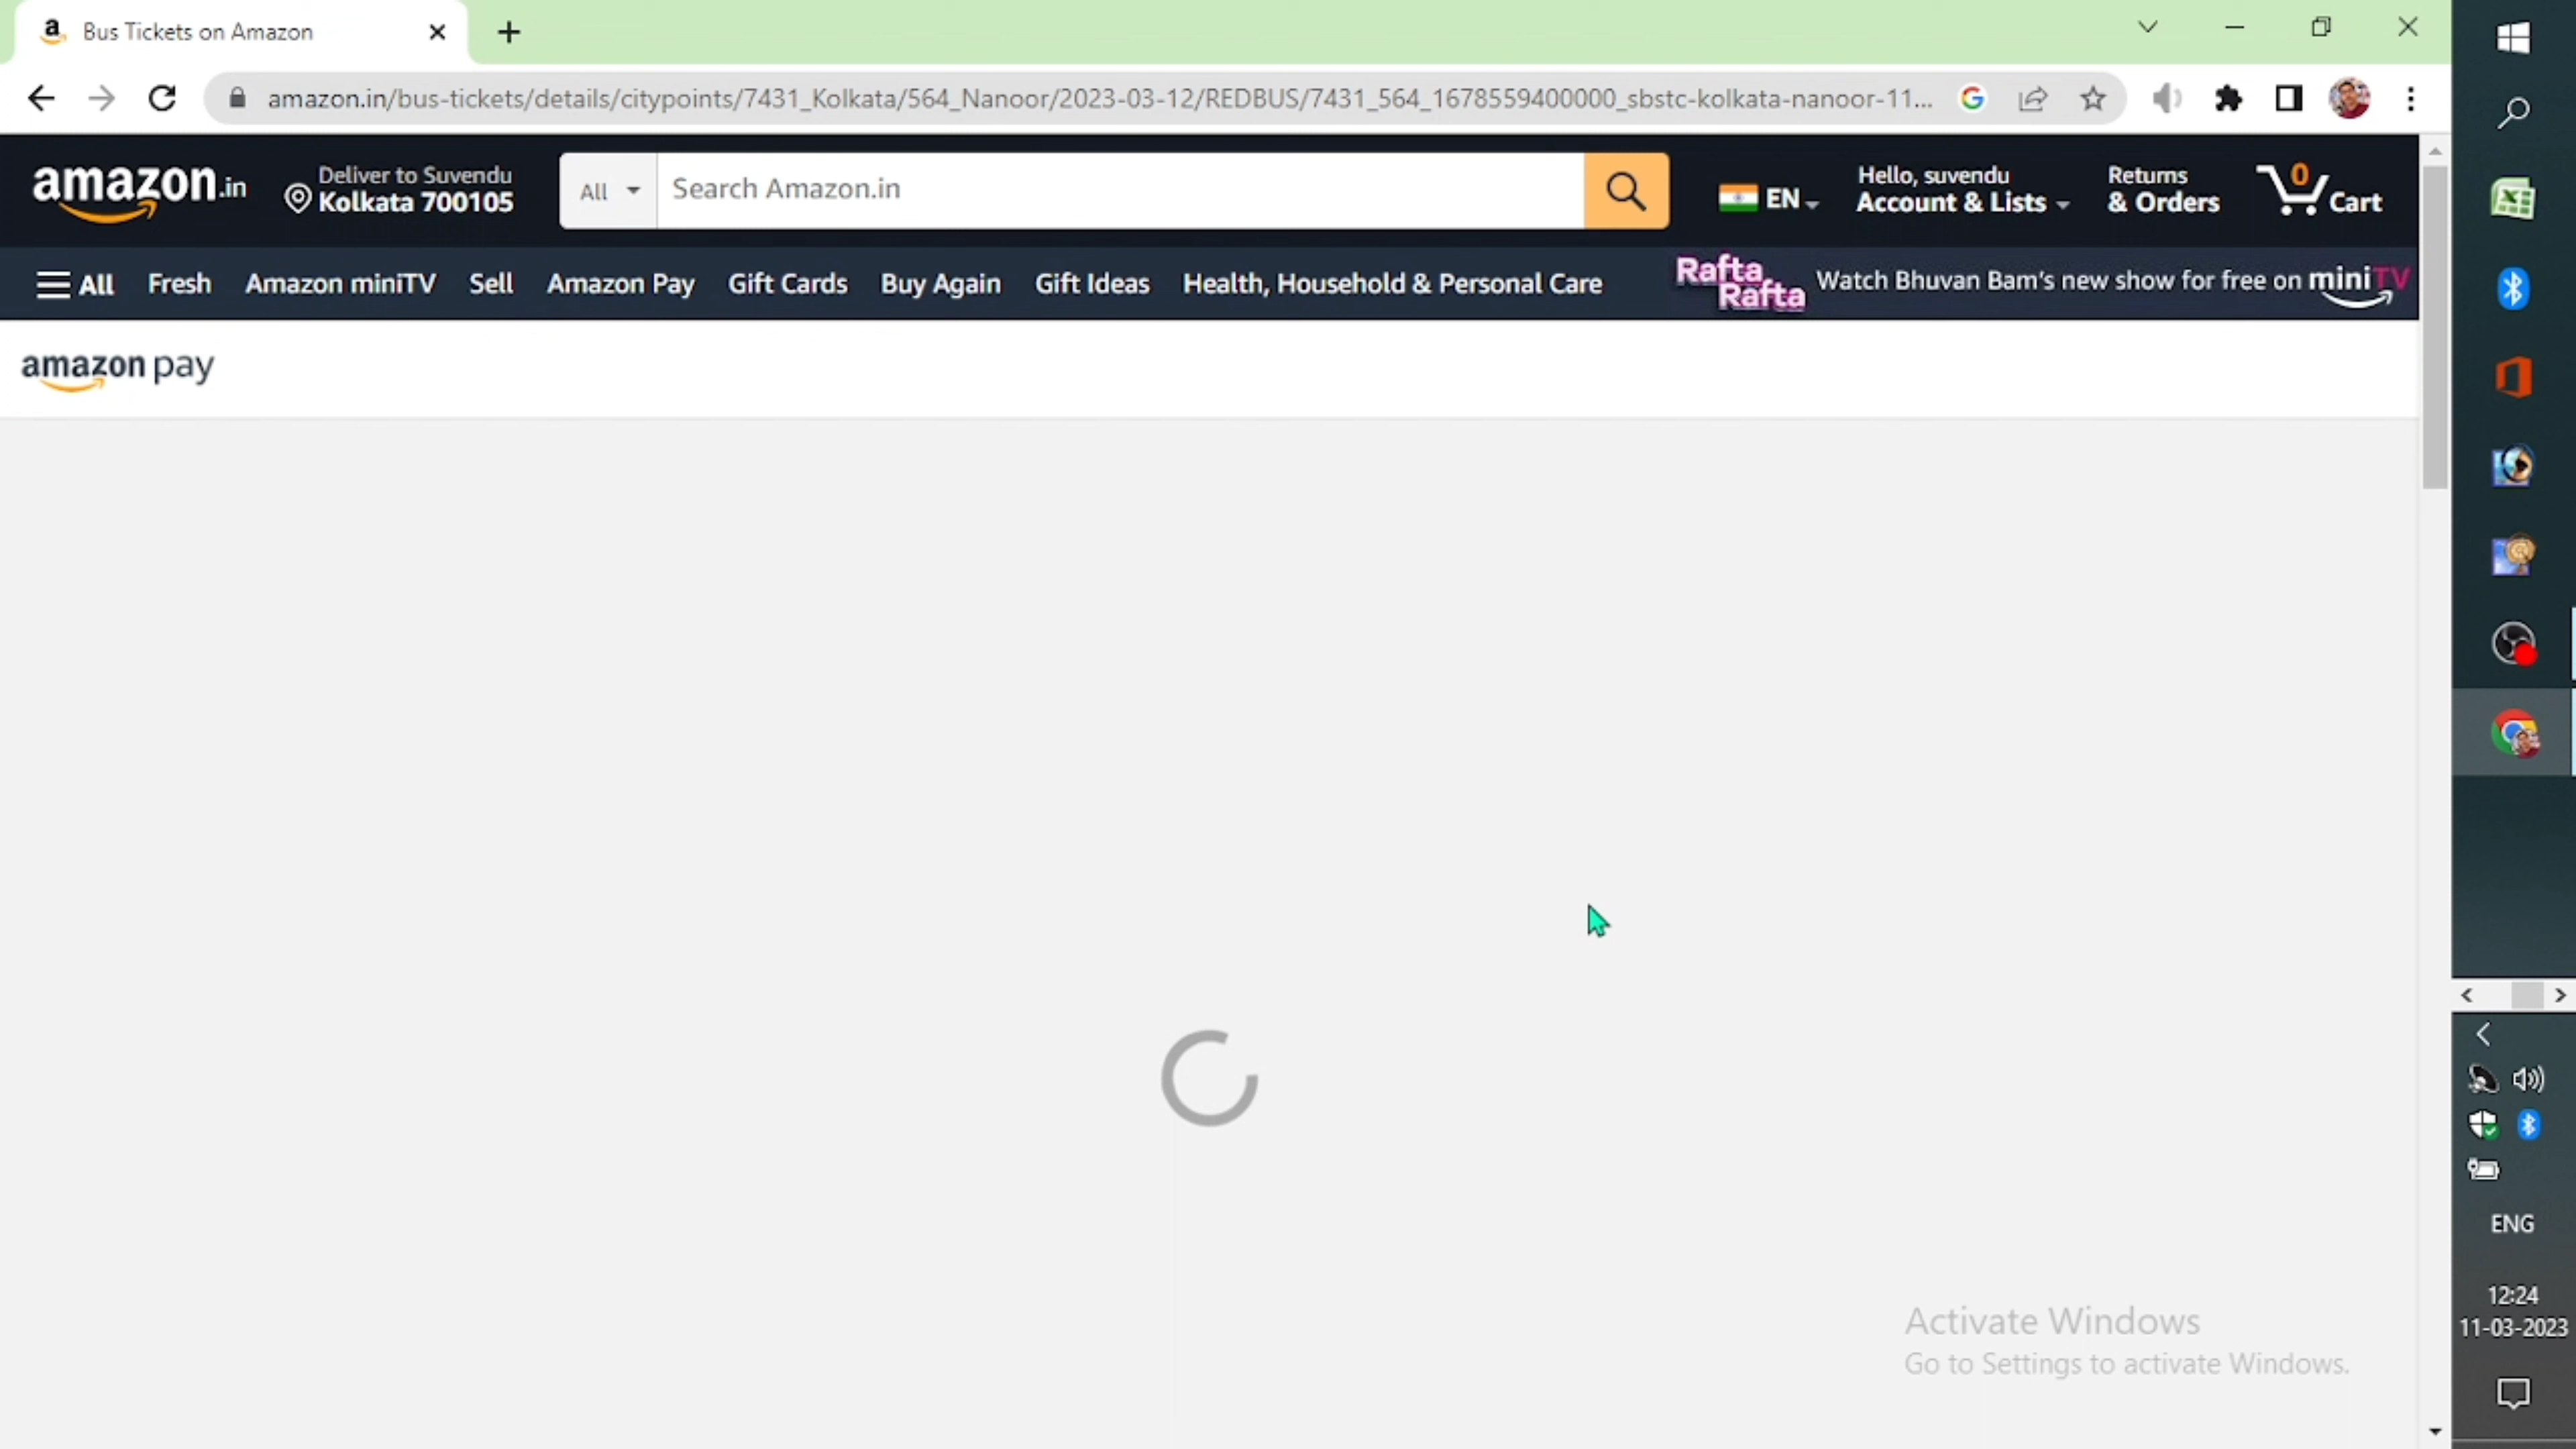 Bus Tickets on Amazon
amazon.in/bus-tickets/details/citypoints/7431_Kolkata/564_Nanoor/2023-03-12/REDBUS/7431_564_1678559400000_sbstc-kolkata-nanoor-11...
amazon.in
Deliver to Suvendu
Kolkata 700105
All
Search Amazon.in
EN
Hello, suvendu
Account & Lists
Returns
& Orders
0
Cart
All Fresh Amazon miniTV Sell Amazon Pay Gift Cards Buy Again Gift Ideas Health, Household & Personal Care
Rafta
Rafta
Watch Bhuvan Bam's new show for free on miniTV
amazon pay
Activate Windows
Go to Settings to activate Windows.
ENG
12:24
11-03-2023